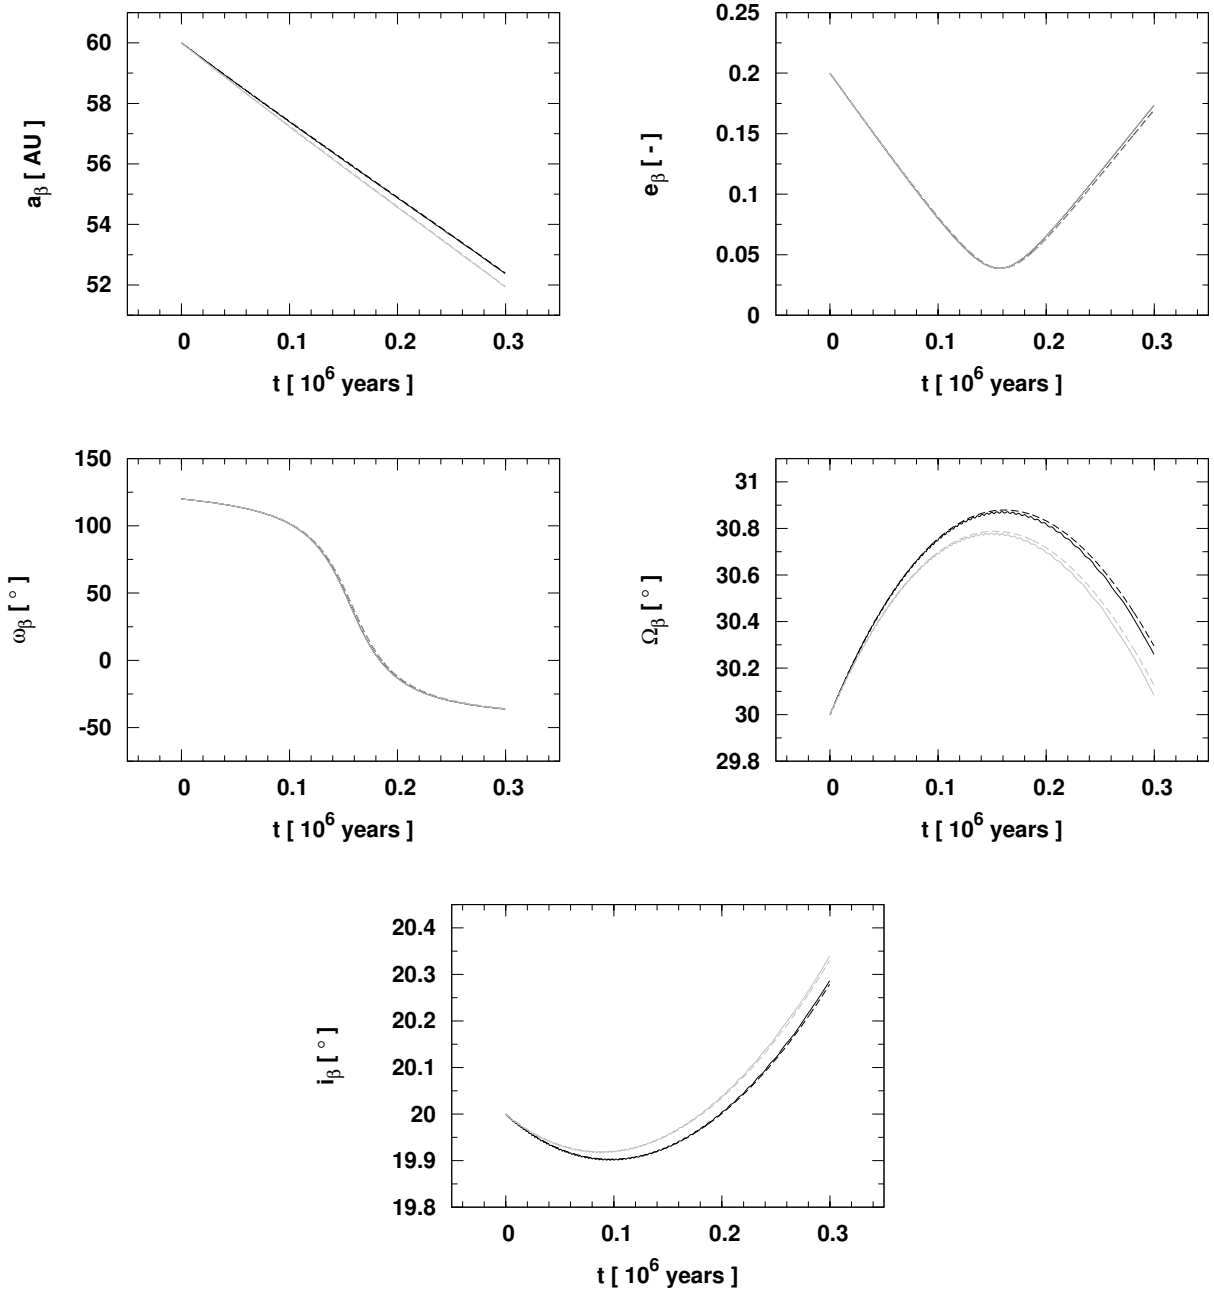 a_β [ AU ]
60
58
56
54
52
0 0.1 0.2 0.3
t [ 10^6 years ]
e_β [ - ]
0.25
0.2
0.15
0.1
0.05
0
0 0.1 0.2 0.3
t [ 10^6 years ]
ω_β [ ° ]
150
100
50
0
-50
0 0.1 0.2 0.3
t [ 10^6 years ]
Ω_β [ ° ]
31
30.8
30.6
30.4
30.2
30
29.8
0 0.1 0.2 0.3
t [ 10^6 years ]
i_β [ ° ]
20.4
20.3
20.2
20.1
20
19.9
19.8
0 0.1 0.2 0.3
t [ 10^6 years ]